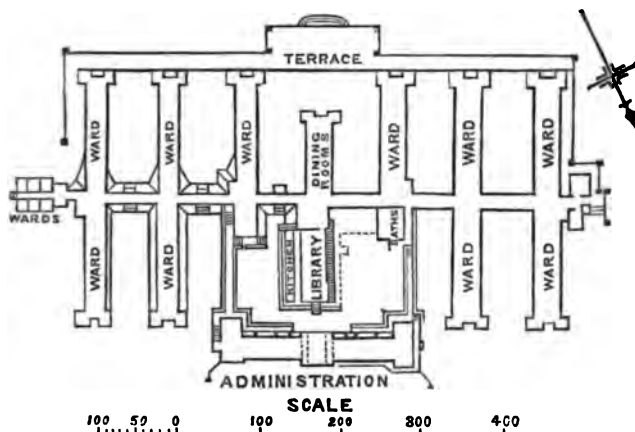 TERRACE
WARD
WARD
WARD
DINING
ROOMS
WARD
WARD
WARD
WARDS
WARD
WARD
KITCHEN
LIBRARY
BATHS
WARD
WARD
ADMINISTRATION
SCALE
100 50 0 100 200 300 400